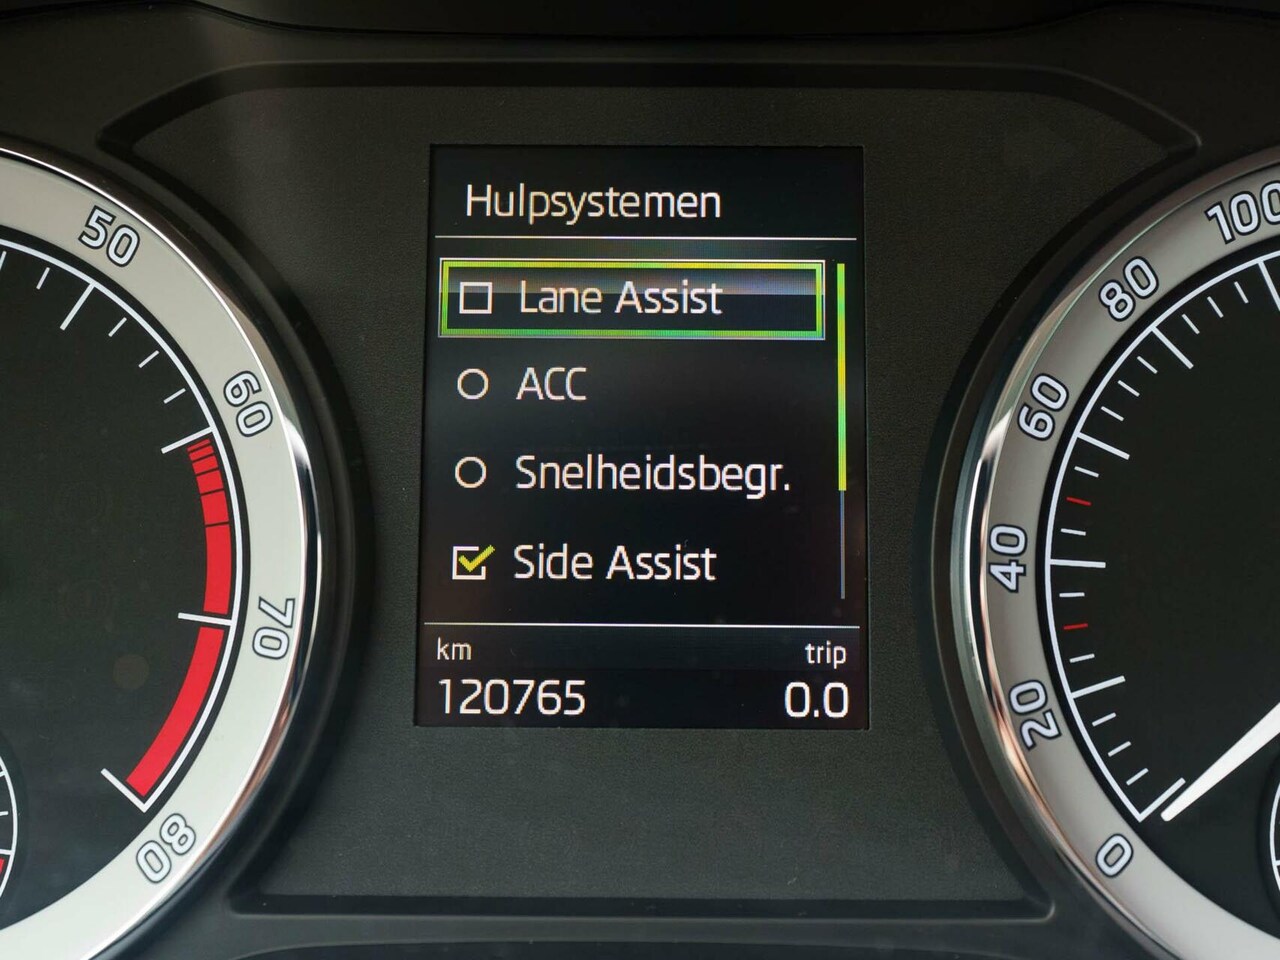 Hulpsystemen
Lane Assist
ACC
Snelheidsbegr.
Side Assist
km trip
120765 0.0
50
60
70
80
100
80
60
40
20
0